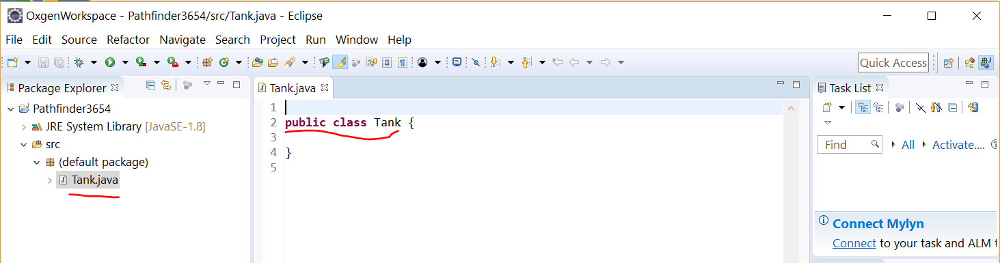 OxgenWorkspace - Pathfinder3654/src/Tank.java - Eclipse
File Edit Source Refactor Navigate Search Project Run Window Help
Quick Access
Package Explorer
Pathfinder3654
JRE System Library [JavaSE-1.8]
src
(default package)
Tank.java
Tank.java
1
2 public class Tank {
3
4 }
5
Task List
Find
All
Activate....
Connect Mylyn
Connect to your task and ALM t